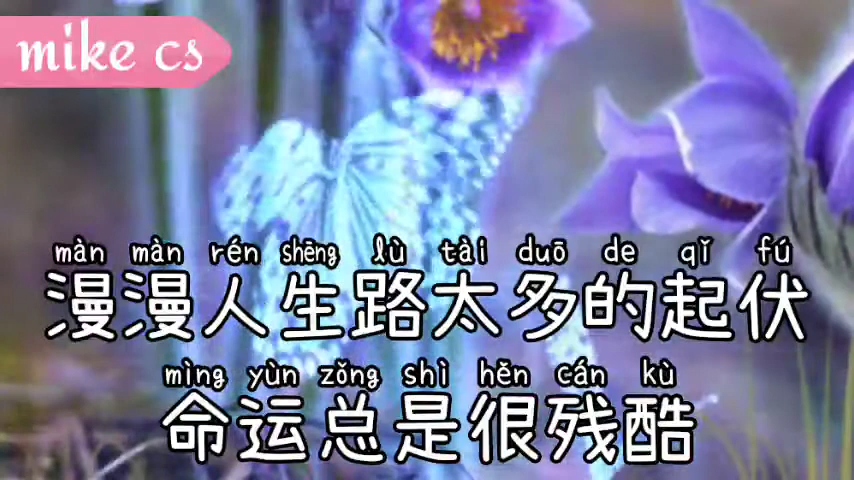 mike cs
màn màn rén shēng lù tài duō de qǐ fú
漫漫人生路太多的起伏
mìng yùn zǒng shì hěn cán kù
命运总是很残酷